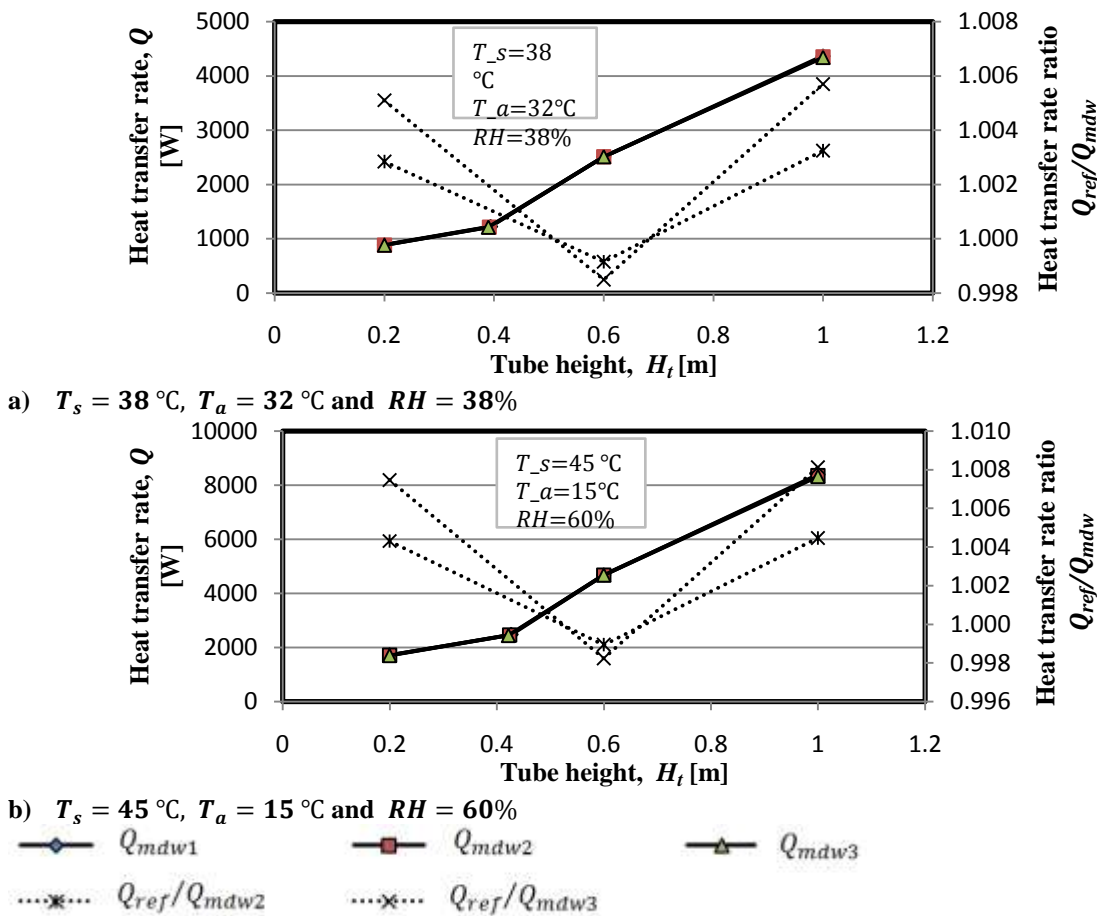 Heat transfer rate, Q
[W]
5000
4000
3000
2000
1000
0
T_s=38
℃
T_a=32℃
RH=38%
1.008
1.006
1.004
1.002
1.000
0.998
Heat transfer rate ratio
Q_ref/Q_mdw
0 0.2 0.4 0.6 0.8 1 1.2
Tube height, H_t [m]
a) T_s = 38 ℃, T_a = 32 ℃ and RH = 38%
Heat transfer rate, Q
[W]
10000
8000
6000
4000
2000
0
T_s=45 ℃
T_a=15℃
RH=60%
1.010
1.008
1.006
1.004
1.002
1.000
0.998
0.996
Heat transfer rate ratio
Q_ref/Q_mdw
0 0.2 0.4 0.6 0.8 1 1.2
Tube height, H_t [m]
b) T_s = 45 ℃, T_a = 15 ℃ and RH = 60%
Q_mdw1 Q_mdw2 Q_mdw3
Q_ref/Q_mdw2 Q_ref/Q_mdw3